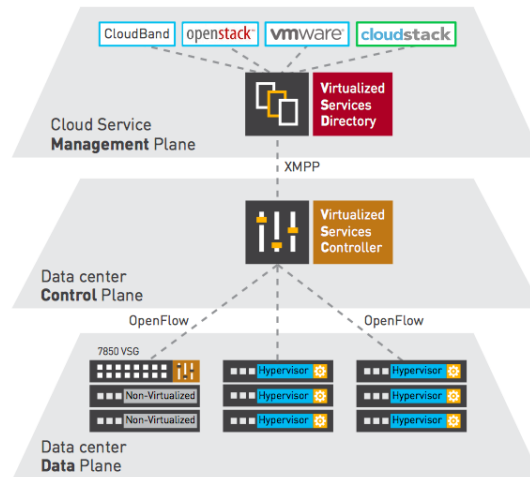 CloudBand
openstack™
vmware®
cloudstack
Virtualized
Services
Directory
Cloud Service
Management Plane
XMPP
Virtualized
Services
Controller
Data center
Control Plane
OpenFlow
OpenFlow
7850 VSG
Hypervisor
Hypervisor
Non-Virtualized
Hypervisor
Hypervisor
Non-Virtualized
Hypervisor
Hypervisor
Data center
Data Plane